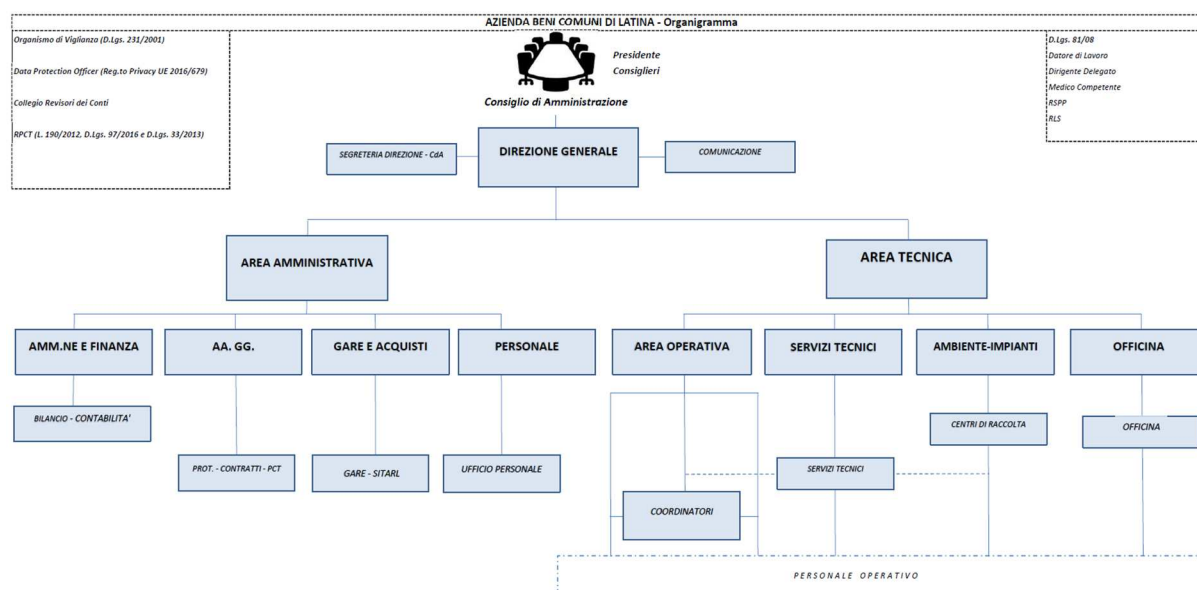 AZIENDA BENI COMUNI DI LATINA - Organigramma
Organismo di Vigilanza (D.Lgs. 231/2001)
Data Protection Officer (Reg.to Privacy UE 2016/679)
Collegio Revisori dei Conti
RPCT (L. 190/2012, D.Lgs. 97/2016 e D.Lgs. 33/2013)
Presidente
Consiglieri
Consiglio di Amministrazione
D.Lgs. 81/08
Datore di Lavoro
Dirigente Delegato
Medico Competente
RSPP
RLS
SEGRETERIA DIREZIONE - CdA
DIREZIONE GENERALE
COMUNICAZIONE
AREA AMMINISTRATIVA
AREA TECNICA
AMM.NE E FINANZA
AA. GG.
GARE E ACQUISTI
PERSONALE
AREA OPERATIVA
SERVIZI TECNICI
AMBIENTE-IMPIANTI
OFFICINA
BILANCIO - CONTABILITA'
CENTRI DI RACCOLTA
OFFICINA
PROT. - CONTRATTI - PCT
GARE - SITARL
UFFICIO PERSONALE
SERVIZI TECNICI
COORDINATORI
PERSONALE OPERATIVO